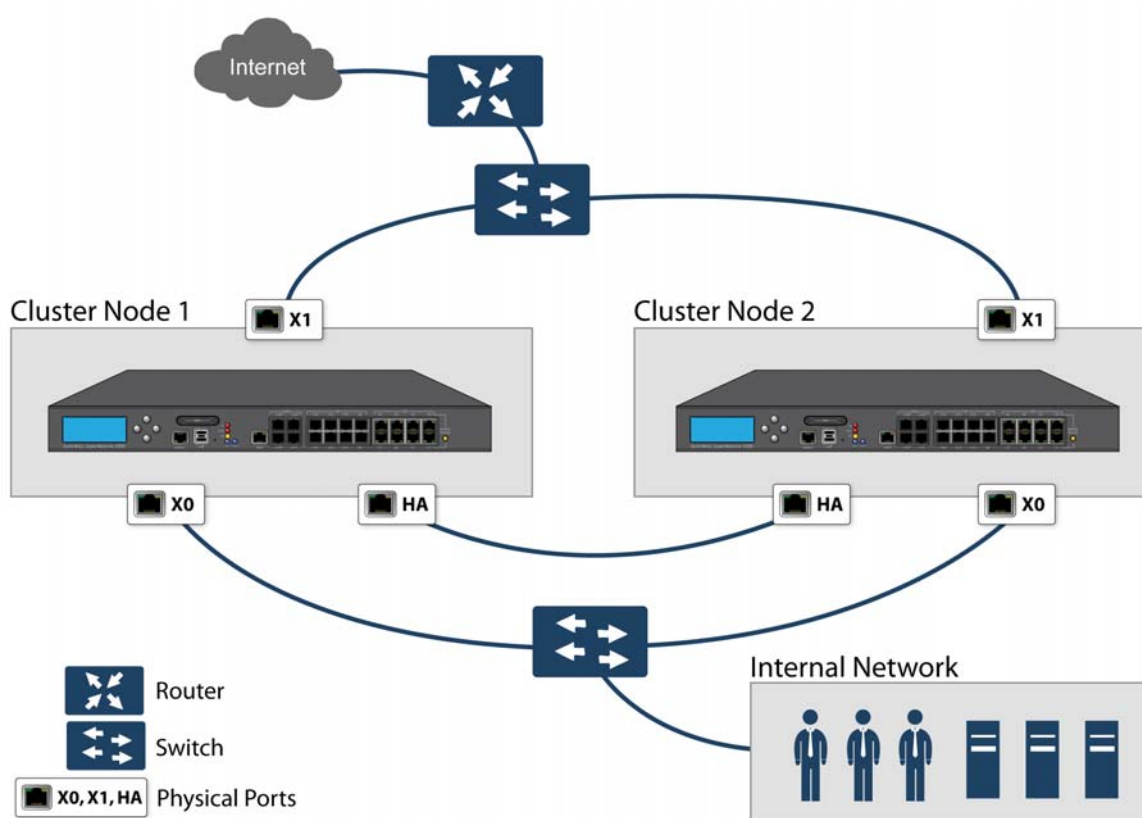 Internet
Cluster Node 1
X1
Cluster Node 2
X1
X0
HA
HA
X0
Internal Network
Router
Switch
X0, X1, HA
Physical Ports